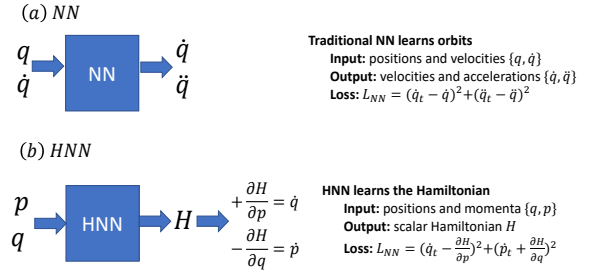 (a) NN
q
q̇
NN
q̇
q̈
Traditional NN learns orbits
Input: positions and velocities {q, q̇}
Output: velocities and accelerations {q̇, q̈}
Loss: L_NN = (q̇_t − q̇)² + (q̈_t − q̈)²
(b) HNN
p
q
HNN
H
+ ∂H/∂p = q̇
− ∂H/∂q = ṗ
HNN learns the Hamiltonian
Input: positions and momenta {q, p}
Output: scalar Hamiltonian H
Loss: L_NN = (q̇_t − ∂H/∂p)² + (ṗ_t + ∂H/∂q)²